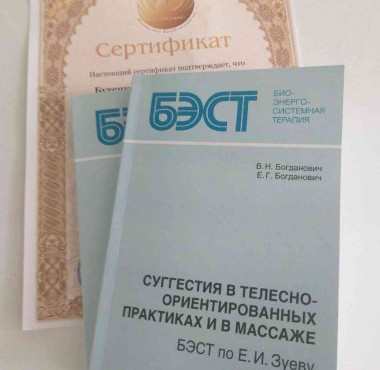 Сертификат
Настоящий сертификат подтверждает, что
БЭСТ
БИО-
ЭНЕРГО-
СИСТЕМНАЯ
ТЕРАПИЯ
В.Н. Богданович
Е.Г. Богданович
СУГГЕСТИЯ В ТЕЛЕСНО-
ОРИЕНТИРОВАННЫХ
ПРАКТИКАХ И В МАССАЖЕ
БЭСТ по Е. И. Зуеву